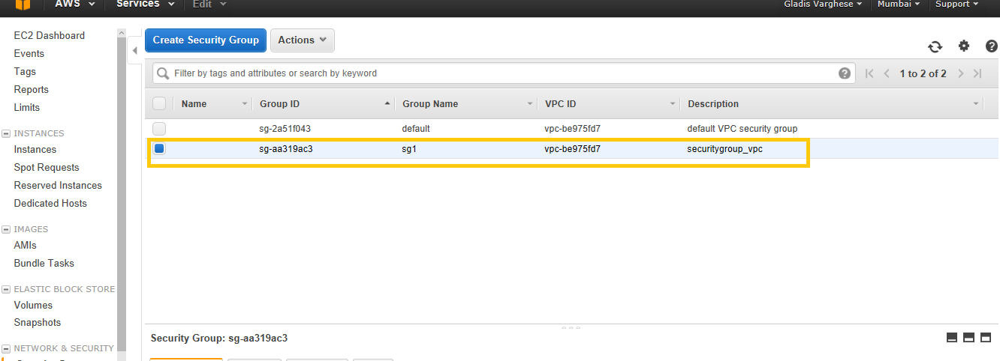 AWS Services Edit Gladis Varghese Mumbai Support
EC2 Dashboard
Events
Tags
Reports
Limits
INSTANCES
Instances
Spot Requests
Reserved Instances
Dedicated Hosts
IMAGES
AMIs
Bundle Tasks
ELASTIC BLOCK STORE
Volumes
Snapshots
NETWORK & SECURITY
Create Security Group Actions
Filter by tags and attributes or search by keyword 1 to 2 of 2
Name Group ID Group Name VPC ID Description
sg-2a51f043 default vpc-be975fd7 default VPC security group
sg-aa319ac3 sg1 vpc-be975fd7 securitygroup_vpc
Security Group: sg-aa319ac3